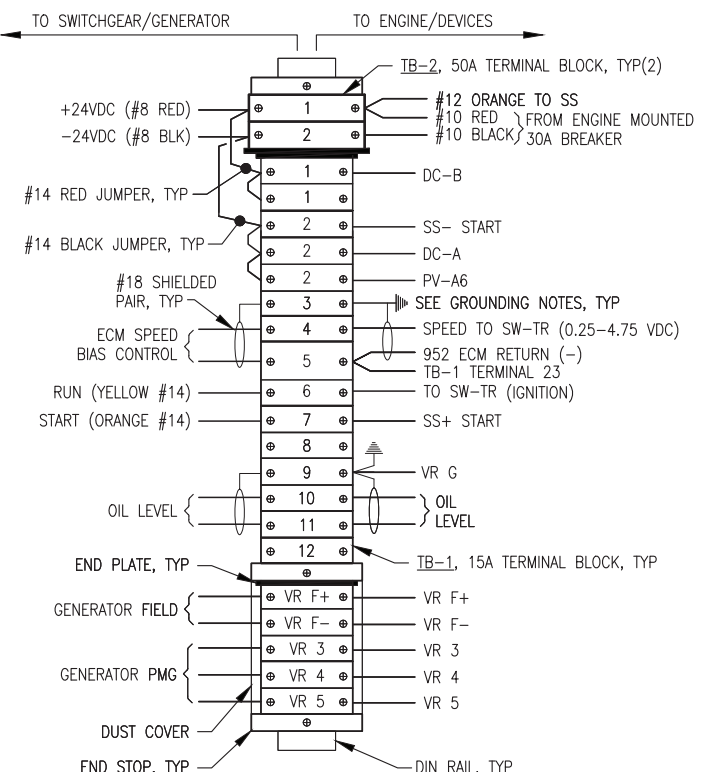 TO SWITCHGEAR/GENERATOR
TO ENGINE/DEVICES
TB-2, 50A TERMINAL BLOCK, TYP(2)
+24VDC (#8 RED)
1
#12 ORANGE TO SS
#10 RED
FROM ENGINE MOUNTED
-24VDC (#8 BLK)
2
#10 BLACK
30A BREAKER
1
DC-B
#14 RED JUMPER, TYP
1
2
SS- START
#14 BLACK JUMPER, TYP
2
DC-A
2
PV-A6
#18 SHIELDED
PAIR, TYP
3
SEE GROUNDING NOTES, TYP
ECM SPEED
BIAS CONTROL
4
SPEED TO SW-TR (0.25-4.75 VDC)
5
952 ECM RETURN (-)
TB-1 TERMINAL 23
RUN (YELLOW #14)
6
TO SW-TR (IGNITION)
START (ORANGE #14)
7
SS+ START
8
9
VR G
OIL LEVEL
10
OIL
LEVEL
11
12
TB-1, 15A TERMINAL BLOCK, TYP
END PLATE, TYP
GENERATOR FIELD
VR F+
VR F+
VR F-
VR F-
GENERATOR PMG
VR 3
VR 3
VR 4
VR 4
VR 5
VR 5
DUST COVER
END STOP, TYP
DIN RAIL, TYP